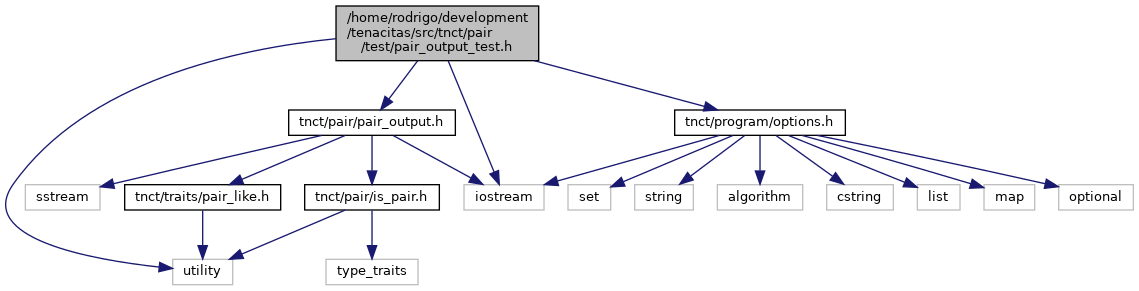 /home/rodrigo/development
/tenacitas/src/tnct/pair
/test/pair_output_test.h
tnct/pair/pair_output.h
tnct/program/options.h
sstream
tnct/traits/pair_like.h
tnct/pair/is_pair.h
iostream
set
string
algorithm
cstring
list
map
optional
utility
type_traits